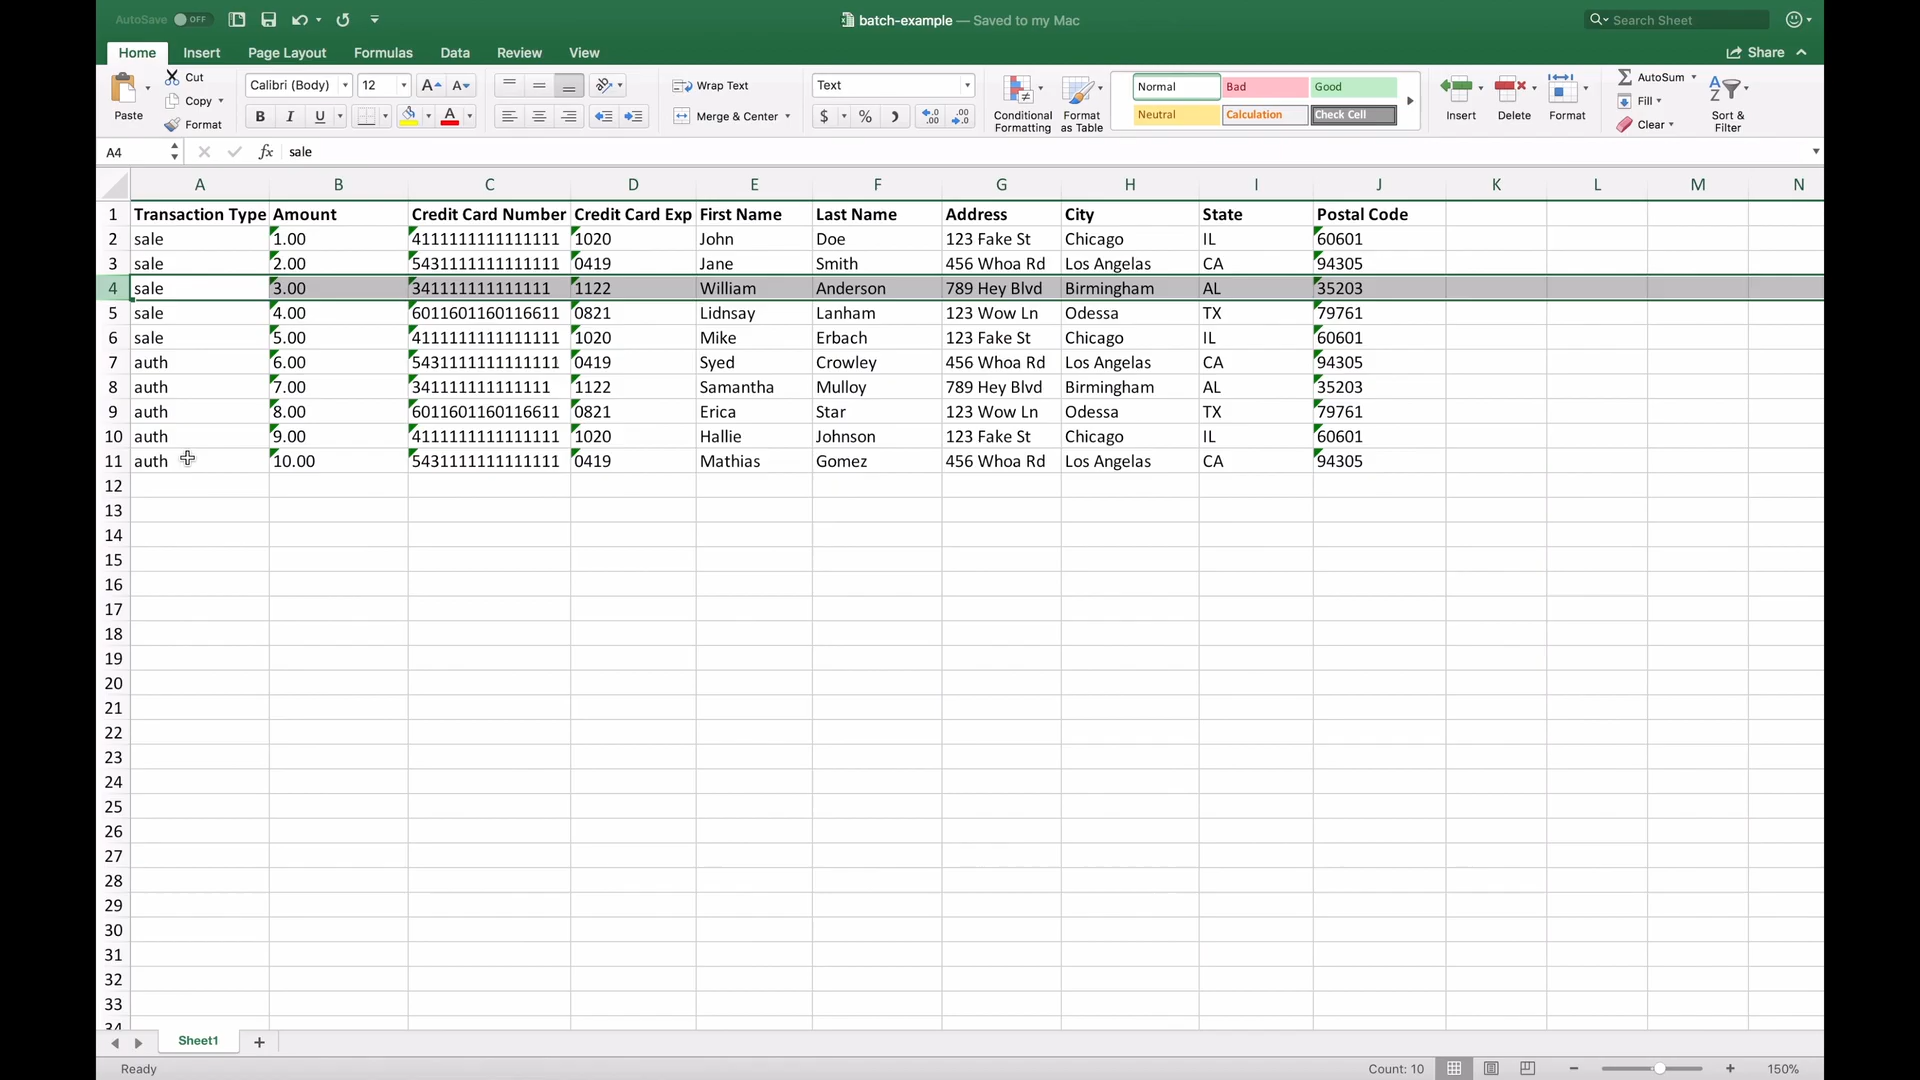 AutoSave OFF batch-example — Saved to my Mac Search Sheet
Home Insert Page Layout Formulas Data Review View Share
Paste Cut Copy Format Calibri (Body) 12 A A B I U A Wrap Text Merge & Center Text $ % Conditional Formatting Format as Table Normal Bad Good Neutral Calculation Check Cell Insert Delete Format AutoSum Fill Clear Sort & Filter
A4 fx sale
A B C D E F G H I J K L M N
1 Transaction Type Amount Credit Card Number Credit Card Exp First Name Last Name Address City State Postal Code
2 sale 1.00 4111111111111111 1020 John Doe 123 Fake St Chicago IL 60601
3 sale 2.00 5431111111111111 0419 Jane Smith 456 Whoa Rd Los Angelas CA 94305
4 sale 3.00 341111111111111 1122 William Anderson 789 Hey Blvd Birmingham AL 35203
5 sale 4.00 6011601160116611 0821 Lidnsay Lanham 123 Wow Ln Odessa TX 79761
6 sale 5.00 4111111111111111 1020 Mike Erbach 123 Fake St Chicago IL 60601
7 auth 6.00 5431111111111111 0419 Syed Crowley 456 Whoa Rd Los Angelas CA 94305
8 auth 7.00 341111111111111 1122 Samantha Mulloy 789 Hey Blvd Birmingham AL 35203
9 auth 8.00 6011601160116611 0821 Erica Star 123 Wow Ln Odessa TX 79761
10 auth 9.00 4111111111111111 1020 Hallie Johnson 123 Fake St Chicago IL 60601
11 auth 10.00 5431111111111111 0419 Mathias Gomez 456 Whoa Rd Los Angelas CA 94305
12
13
14
15
16
17
18
19
20
21
22
23
24
25
26
27
28
29
30
31
32
33
34
Sheet1
Ready Count: 10 150%